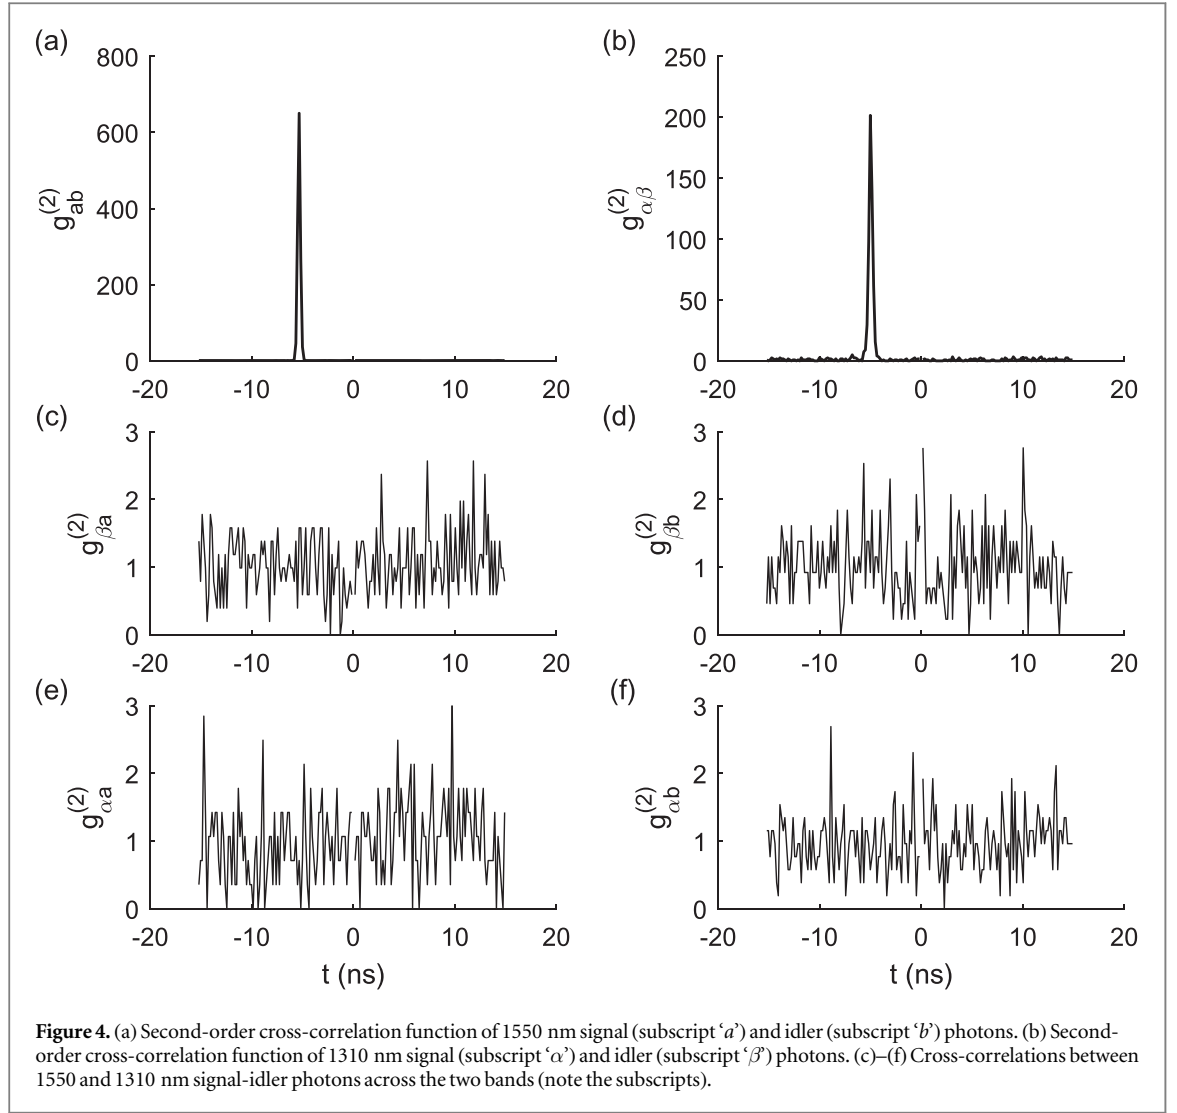 (a)
800
600
400
200
0
g(2)ab
-20 -10 0 10 20
(b)
250
200
150
100
50
0
g(2)αβ
-20 -10 0 10 20
(c)
3
2
1
0
g(2)βa
-20 -10 0 10 20
(d)
3
2
1
0
g(2)βb
-20 -10 0 10 20
(e)
3
2
1
0
g(2)αa
-20 -10 0 10 20
t (ns)
(f)
3
2
1
0
g(2)αb
-20 -10 0 10 20
t (ns)
Figure 4. (a) Second-order cross-correlation function of 1550 nm signal (subscript ‘a’) and idler (subscript ‘b’) photons. (b) Second-
order cross-correlation function of 1310 nm signal (subscript ‘α’) and idler (subscript ‘β’) photons. (c)–(f) Cross-correlations between
1550 and 1310 nm signal-idler photons across the two bands (note the subscripts).